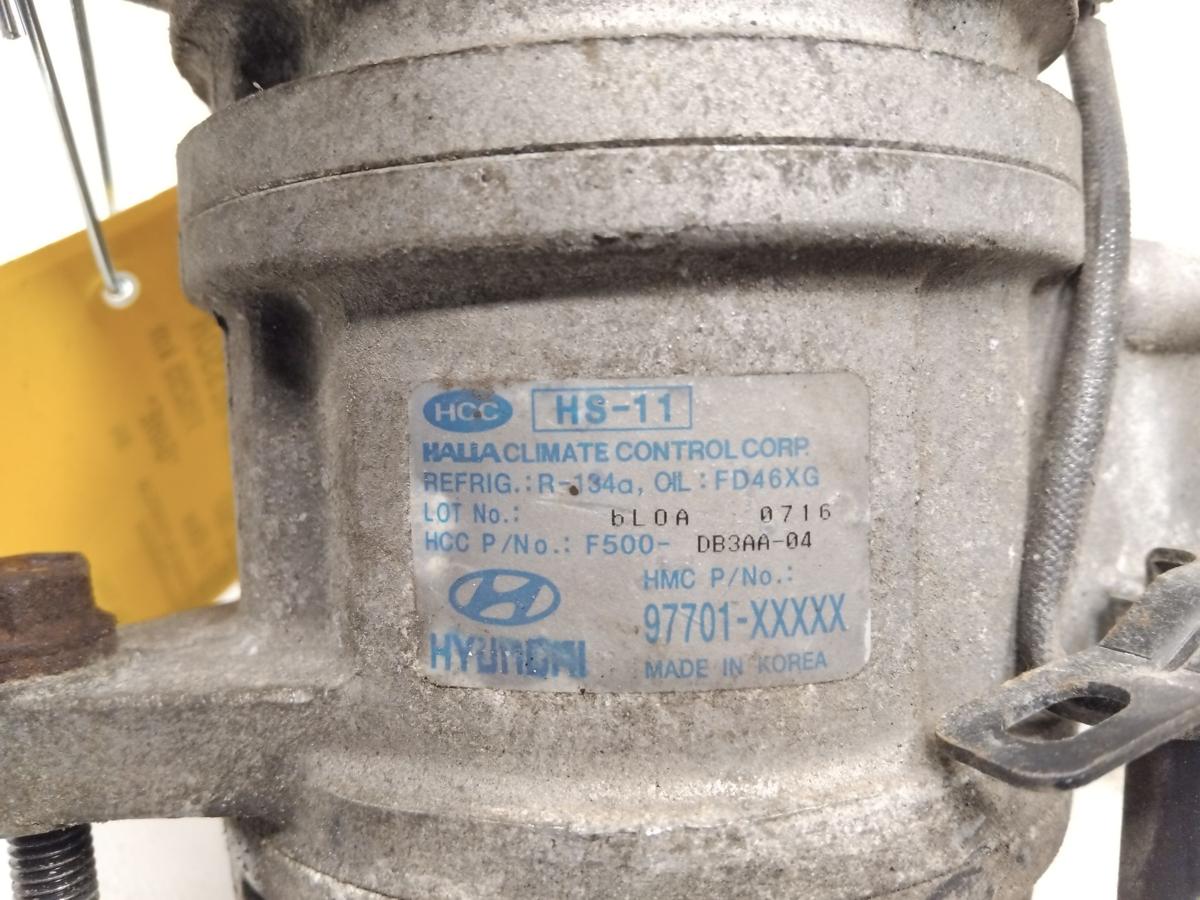 HCC HS-11
HALLA CLIMATE CONTROL CORP.
REFRIG.: R-134a, OIL : FD46XG
LOT No.: 6L0A 0716
HCC P/No.: F500- DB3AA-04
HMC P/No.:
97701-XXXXX
HYUNDAI
MADE IN KOREA